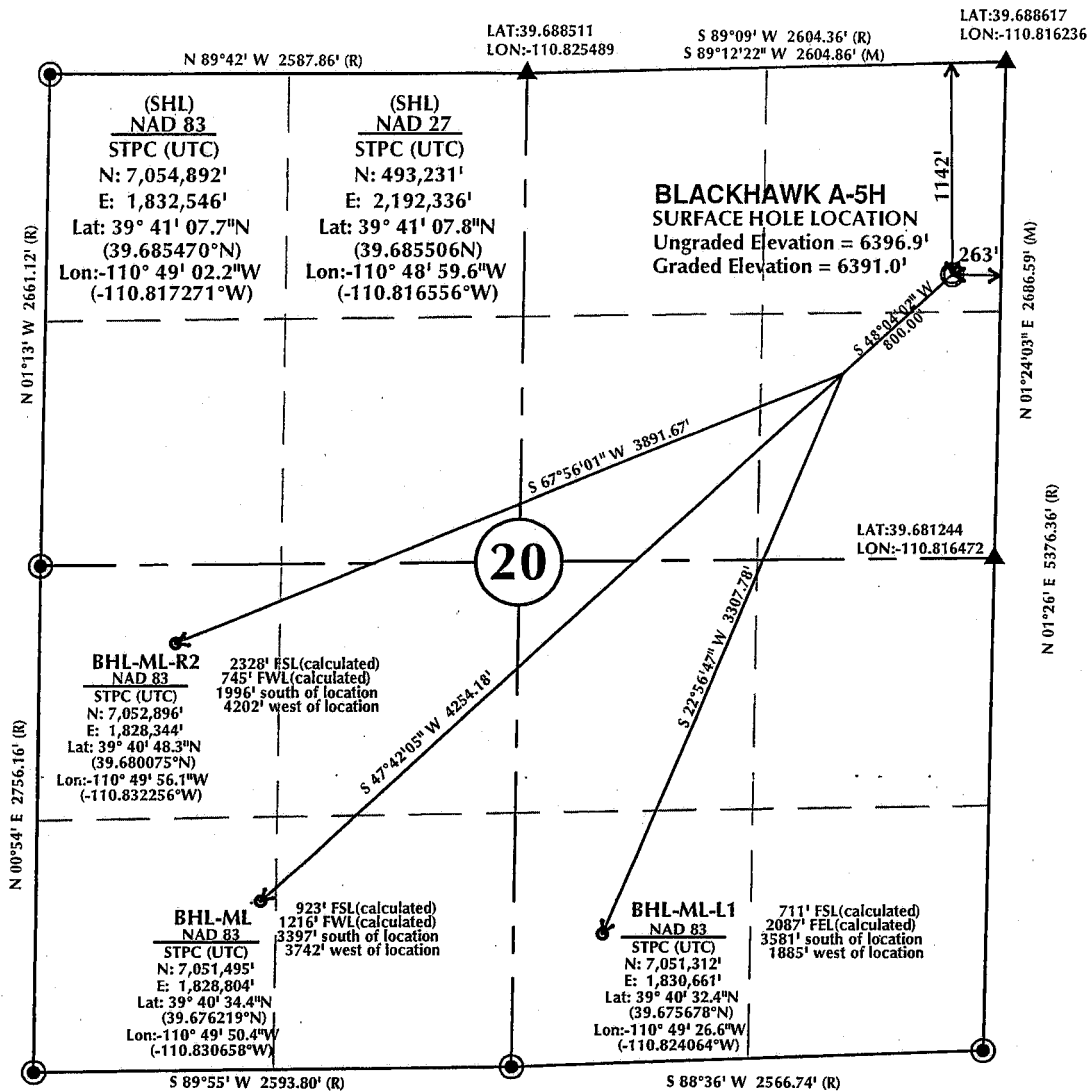 LAT:39.688617
LON:-110.816236
LAT:39.688511
LON:-110.825489
S 89°09' W 2604.36' (R)
S 89°12'22" W 2604.86' (M)
N 89°42' W 2587.86' (R)
(SHL)
NAD 83
STPC (UTC)
N: 7,054,892'
E: 1,832,546'
Lat: 39° 41' 07.7"N
(39.685470°N)
Lon:-110° 49' 02.2"W
(-110.817271°W)
(SHL)
NAD 27
STPC (UTC)
N: 493,231'
E: 2,192,336'
Lat: 39° 41' 07.8"N
(39.685506°N)
Lon:-110° 48' 59.6"W
(-110.816556°W)
BLACKHAWK A-5H
SURFACE HOLE LOCATION
Ungraded Elevation = 6396.9'
Graded Elevation = 6391.0'
1142'
263'
N 01°13' W 2661.12' (R)
N 01°24'03" E 2686.59' (M)
S 48°04'02" W
800.00'
S 67°56'01" W 3891.67'
N 01°26' E 5376.36' (R)
LAT:39.681244
LON:-110.816472
20
S 22°56'47" W 3307.78'
S 47°42'05" W 4254.18'
BHL-ML-R2
NAD 83
STPC (UTC)
N: 7,052,896'
E: 1,828,344'
Lat: 39° 40' 48.3"N
(39.680075°N)
Lon:-110° 49' 56.1"W
(-110.832256°W)
2328' FSL(calculated)
745' FWL(calculated)
1996' south of location
4202' west of location
N 00°54' E 2756.16' (R)
BHL-ML
NAD 83
STPC (UTC)
N: 7,051,495'
E: 1,828,804'
Lat: 39° 40' 34.4"N
(39.676219°N)
Lon:-110° 49' 50.4"W
(-110.830658°W)
923' FSL(calculated)
1216' FWL(calculated)
3397' south of location
3742' west of location
BHL-ML-L1
NAD 83
STPC (UTC)
N: 7,051,312'
E: 1,830,661'
Lat: 39° 40' 32.4"N
(39.675678°N)
Lon:-110° 49' 26.6"W
(-110.824064°W)
711' FSL(calculated)
2087' FEL(calculated)
3581' south of location
1885' west of location
S 89°55' W 2593.80' (R)
S 88°36' W 2566.74' (R)